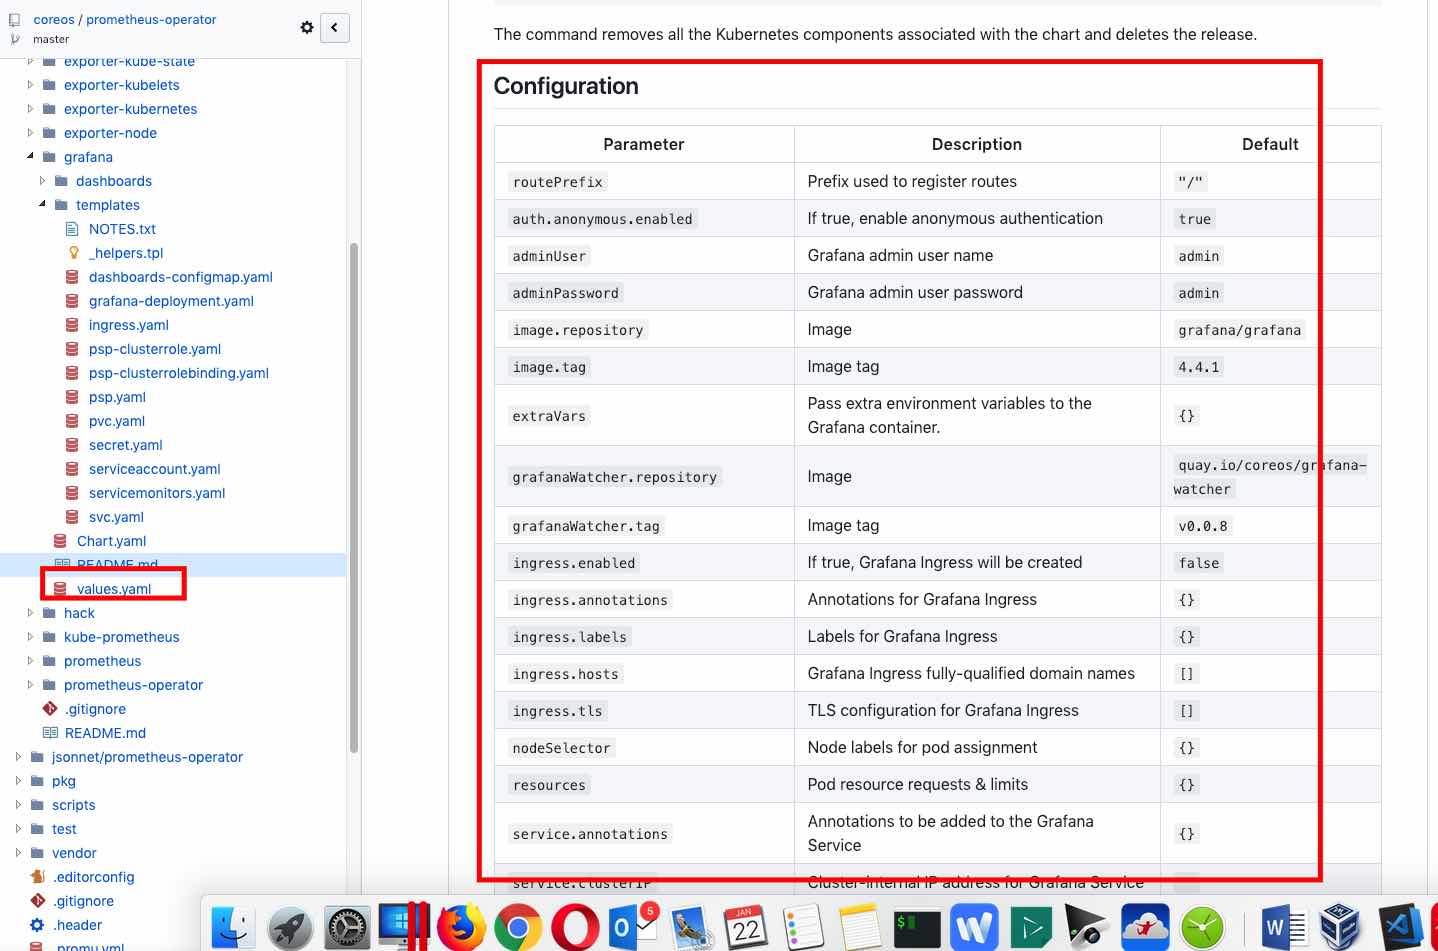 coreos / prometheus-operator
master
exporter-kube-state
exporter-kubelets
exporter-kubernetes
exporter-node
grafana
dashboards
templates
NOTES.txt
_helpers.tpl
dashboards-configmap.yaml
grafana-deployment.yaml
ingress.yaml
psp-clusterrole.yaml
psp-clusterrolebinding.yaml
psp.yaml
pvc.yaml
secret.yaml
serviceaccount.yaml
servicemonitors.yaml
svc.yaml
Chart.yaml
README.md
values.yaml
hack
kube-prometheus
prometheus
prometheus-operator
.gitignore
README.md
jsonnet/prometheus-operator
pkg
scripts
test
vendor
.editorconfig
.gitignore
.header
.promu.yml
The command removes all the Kubernetes components associated with the chart and deletes the release.
Configuration
Parameter Description Default
routePrefix Prefix used to register routes "/"
auth.anonymous.enabled If true, enable anonymous authentication true
adminUser Grafana admin user name admin
adminPassword Grafana admin user password admin
image.repository Image grafana/grafana
image.tag Image tag 4.4.1
extraVars Pass extra environment variables to the
Grafana container. {}
grafanaWatcher.repository Image quay.io/coreos/grafana-
watcher
grafanaWatcher.tag Image tag v0.0.8
ingress.enabled If true, Grafana Ingress will be created false
ingress.annotations Annotations for Grafana Ingress {}
ingress.labels Labels for Grafana Ingress {}
ingress.hosts Grafana Ingress fully-qualified domain names []
ingress.tls TLS configuration for Grafana Ingress []
nodeSelector Node labels for pod assignment {}
resources Pod resource requests & limits {}
service.annotations Annotations to be added to the Grafana
Service {}
service.clusterIP Cluster-internal IP address for Grafana Service
5
JAN
22
$
W
W